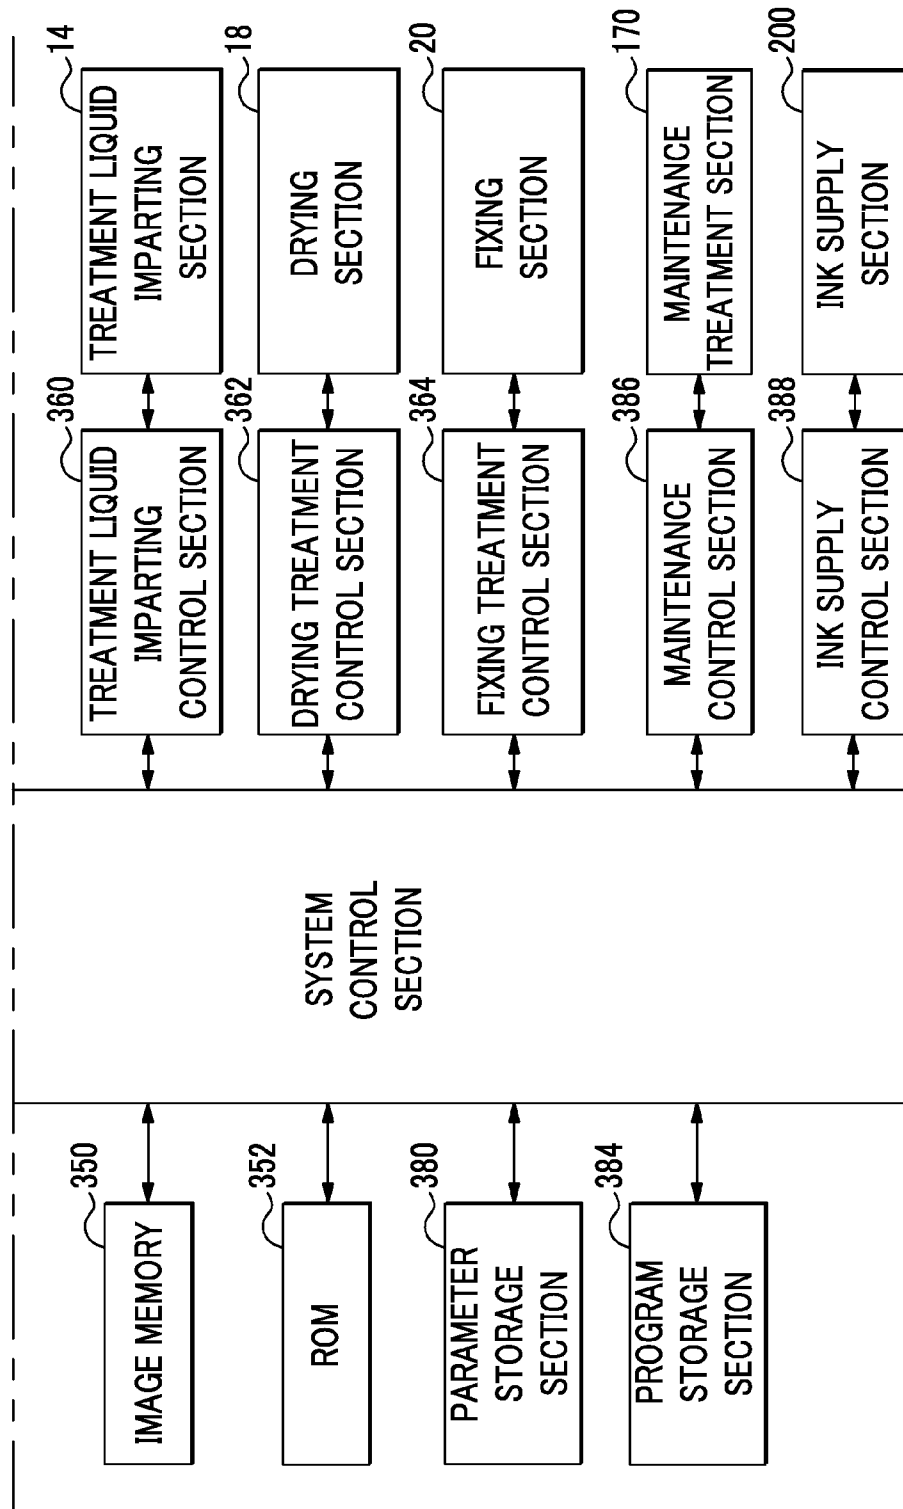 350
IMAGE MEMORY
352
ROM
380
PARAMETER
STORAGE
SECTION
384
PROGRAM
STORAGE
SECTION
SYSTEM
CONTROL
SECTION
360
TREATMENT LIQUID
IMPARTING
CONTROL SECTION
14
TREATMENT LIQUID
IMPARTING
SECTION
362
DRYING TREATMENT
CONTROL SECTION
18
DRYING
SECTION
364
FIXING TREATMENT
CONTROL SECTION
20
FIXING
SECTION
386
MAINTENANCE
CONTROL SECTION
170
MAINTENANCE
TREATMENT SECTION
388
INK SUPPLY
CONTROL SECTION
200
INK SUPPLY
SECTION